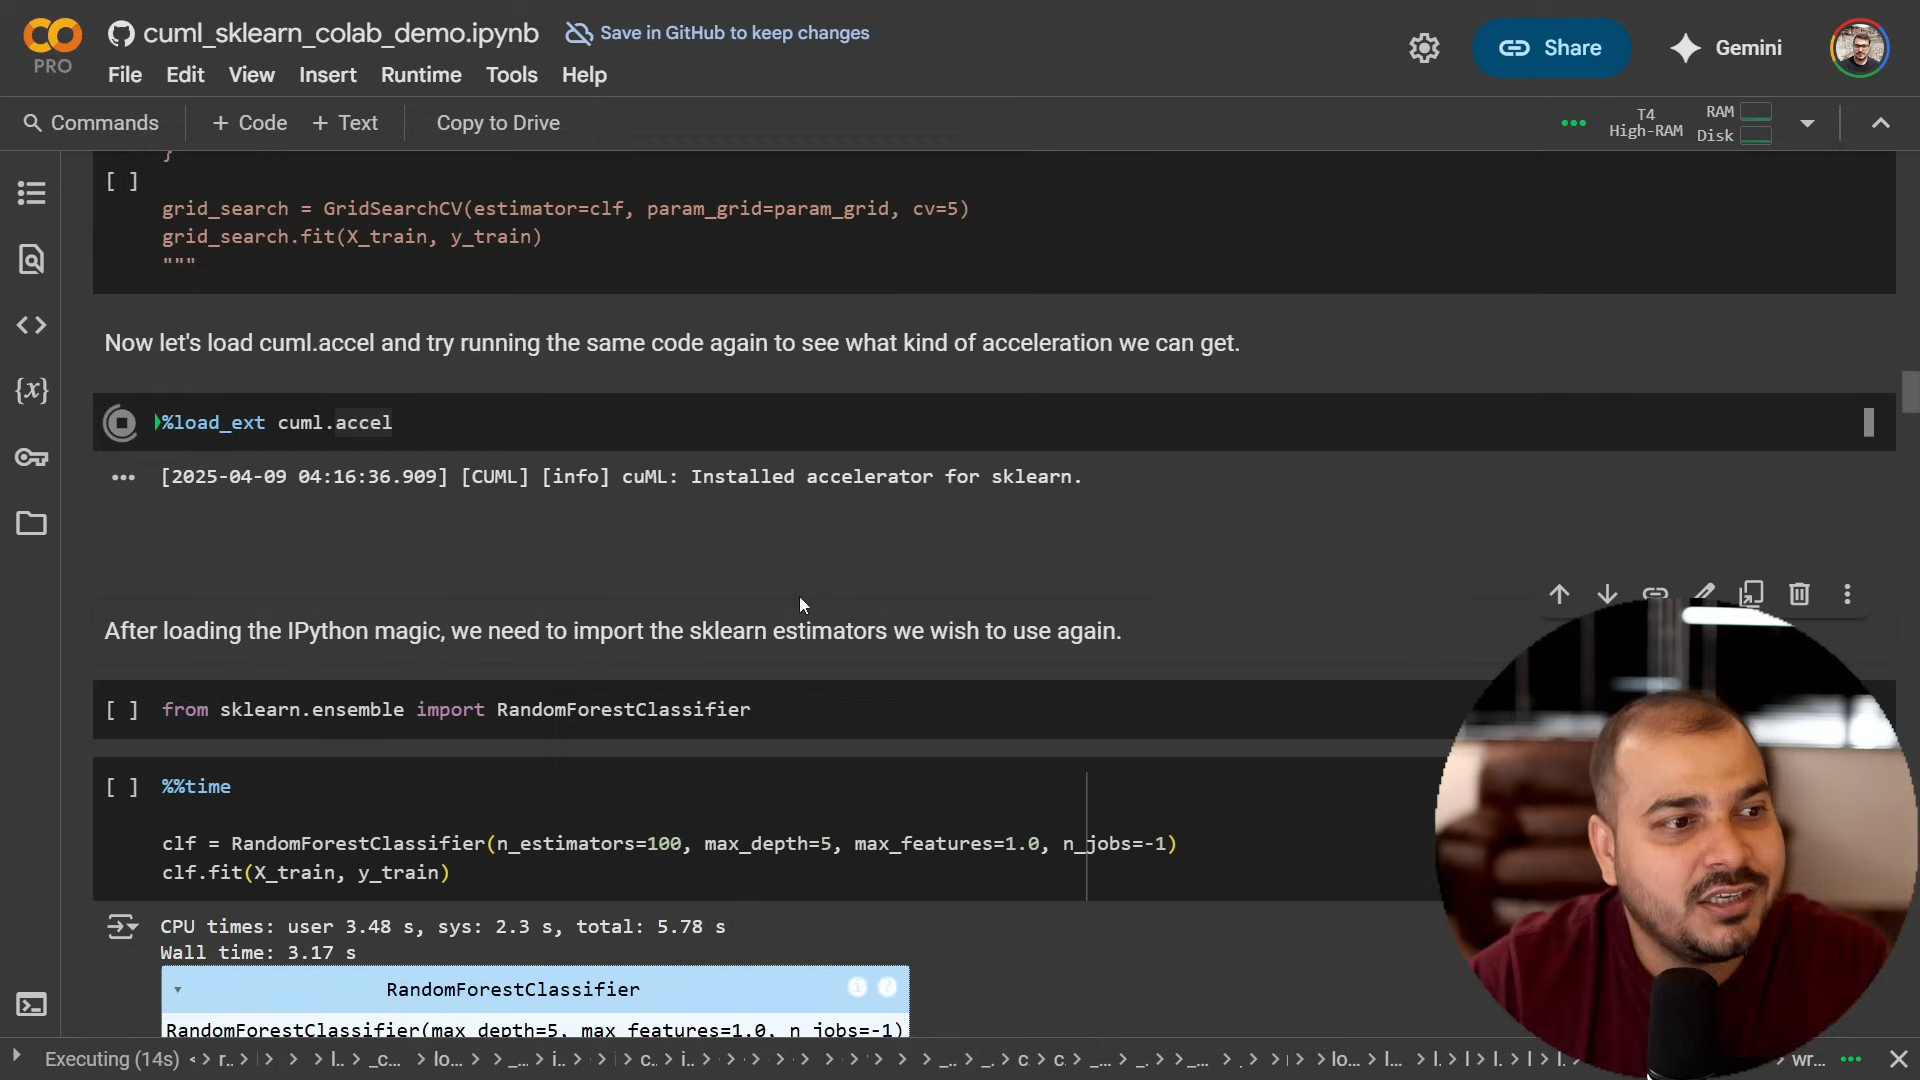 cuml_sklearn_colab_demo.ipynb
Save in GitHub to keep changes
Share
Gemini
PRO
File Edit View Insert Runtime Tools Help
Commands
+ Code + Text
Copy to Drive
T4
High-RAM
RAM
Disk
}
[ ]
grid_search = GridSearchCV(estimator=clf, param_grid=param_grid, cv=5)
grid_search.fit(X_train, y_train)
"""
Now let's load cuml.accel and try running the same code again to see what kind of acceleration we can get.
%load_ext cuml.accel
[2025-04-09 04:16:36.909] [CUML] [info] cuML: Installed accelerator for sklearn.
After loading the IPython magic, we need to import the sklearn estimators we wish to use again.
[ ] from sklearn.ensemble import RandomForestClassifier
[ ] %%time
clf = RandomForestClassifier(n_estimators=100, max_depth=5, max_features=1.0, n_jobs=-1)
clf.fit(X_train, y_train)
CPU times: user 3.48 s, sys: 2.3 s, total: 5.78 s
Wall time: 3.17 s
RandomForestClassifier
RandomForestClassifier(max_depth=5, max_features=1.0, n_jobs=-1)
Executing (14s)